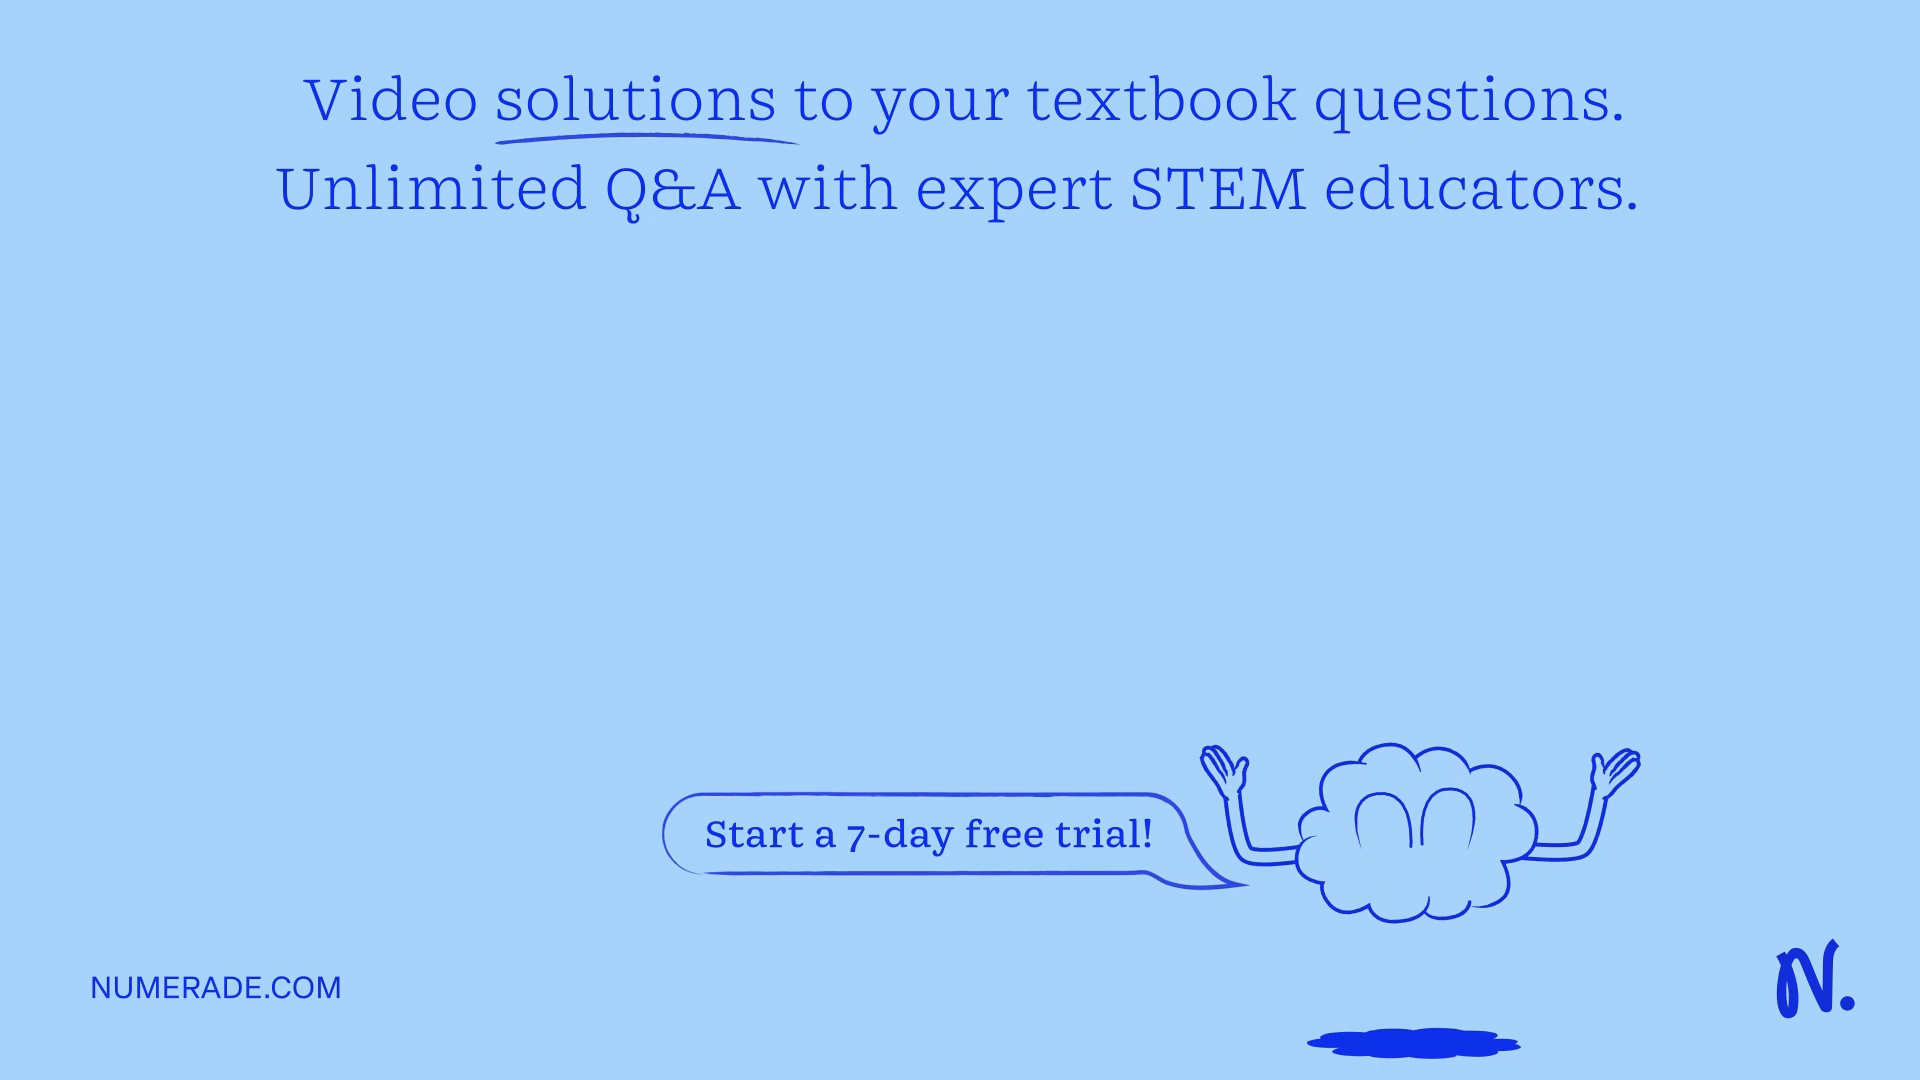 Video solutions to your textbook questions.
Unlimited Q&A with expert STEM educators.
Start a 7-day free trial!
NUMERADE.COM
N.